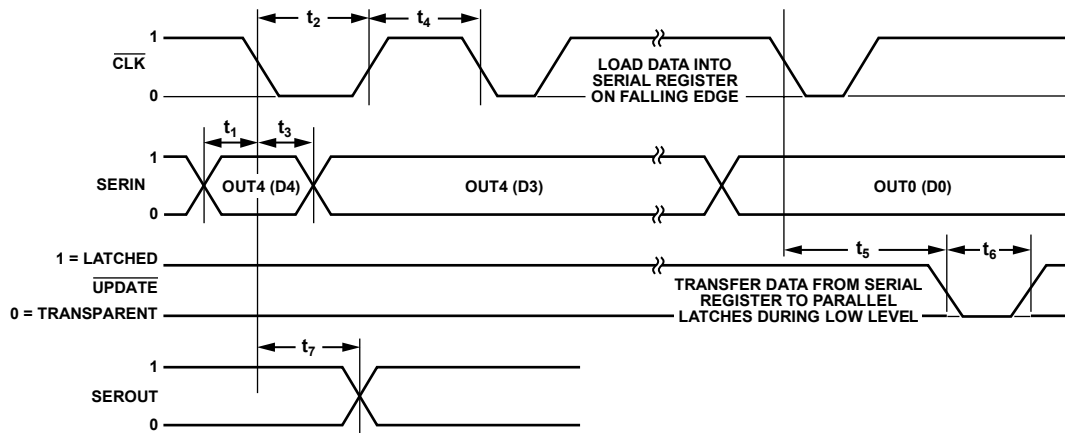 t2
t4
1
CLK
0
LOAD DATA INTO
SERIAL REGISTER
ON FALLING EDGE
t1
t3
1
SERIN
0
OUT4 (D4)
OUT4 (D3)
OUT0 (D0)
t5
t6
1 = LATCHED
UPDATE
0 = TRANSPARENT
TRANSFER DATA FROM SERIAL
REGISTER TO PARALLEL
LATCHES DURING LOW LEVEL
t7
1
SEROUT
0